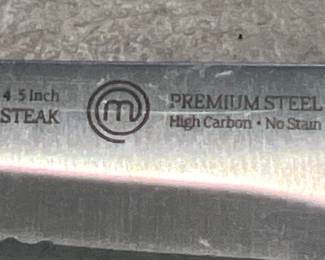 4.5 Inch
STEAK
m
PREMIUM STEEL
High Carbon • No Stain